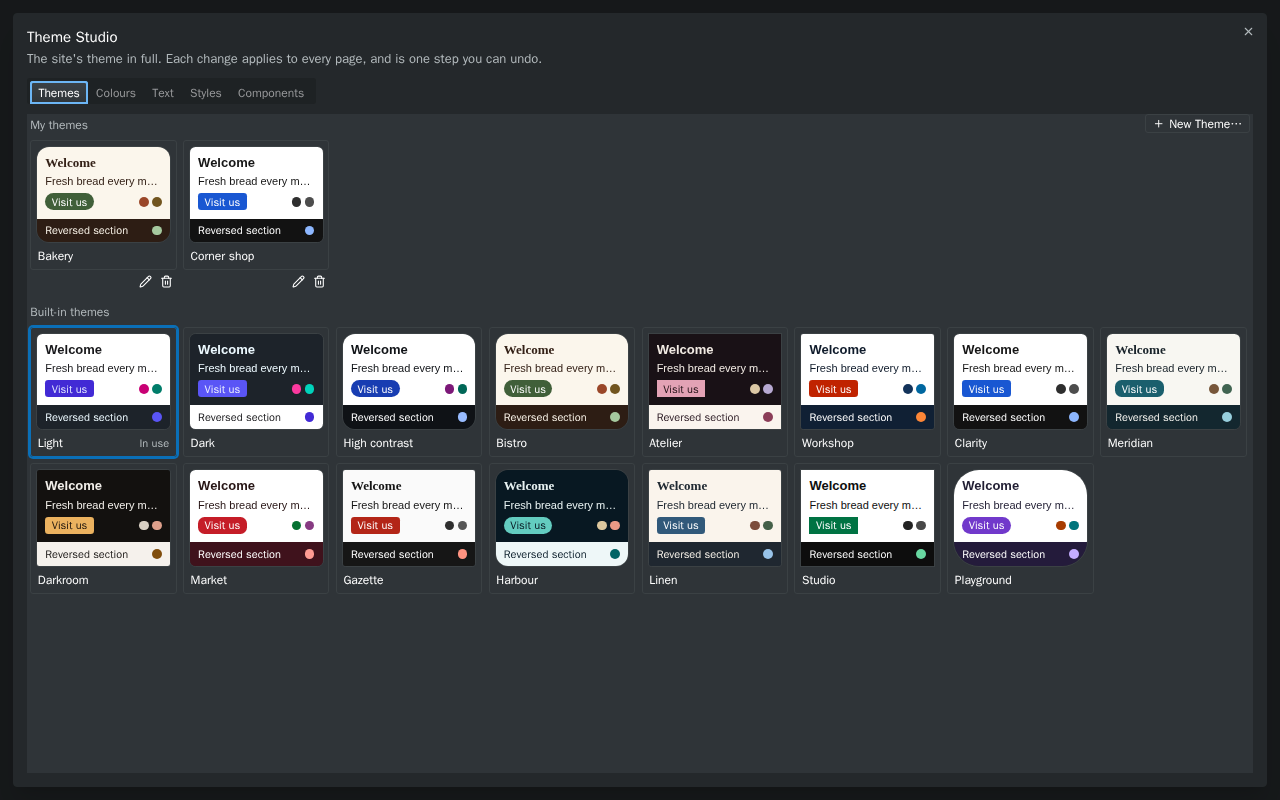 Theme Studio
The site's theme in full. Each change applies to every page, and is one step you can undo.
Themes Colours Text Styles Components
My themes
+ New Theme...
Welcome Welcome
Fresh bread every m... Fresh bread every m...
Visit us Visit us
Reversed section Reversed section
Bakery Corner shop
Built-in themes
Welcome Welcome Welcome Welcome Welcome Welcome Welcome Welcome
Fresh bread every m... Fresh bread every m... Fresh bread every m... Fresh bread every m... Fresh bread every m... Fresh bread every m... Fresh bread every m... Fresh bread every m...
Visit us Visit us Visit us Visit us Visit us Visit us Visit us Visit us
Reversed section Reversed section Reversed section Reversed section Reversed section Reversed section Reversed section Reversed section
Light In use Dark High contrast Bistro Atelier Workshop Clarity Meridian
Welcome Welcome Welcome Welcome Welcome Welcome Welcome
Fresh bread every m... Fresh bread every m... Fresh bread every m... Fresh bread every m... Fresh bread every m... Fresh bread every m... Fresh bread every m...
Visit us Visit us Visit us Visit us Visit us Visit us Visit us
Reversed section Reversed section Reversed section Reversed section Reversed section Reversed section Reversed section
Darkroom Market Gazette Harbour Linen Studio Playground